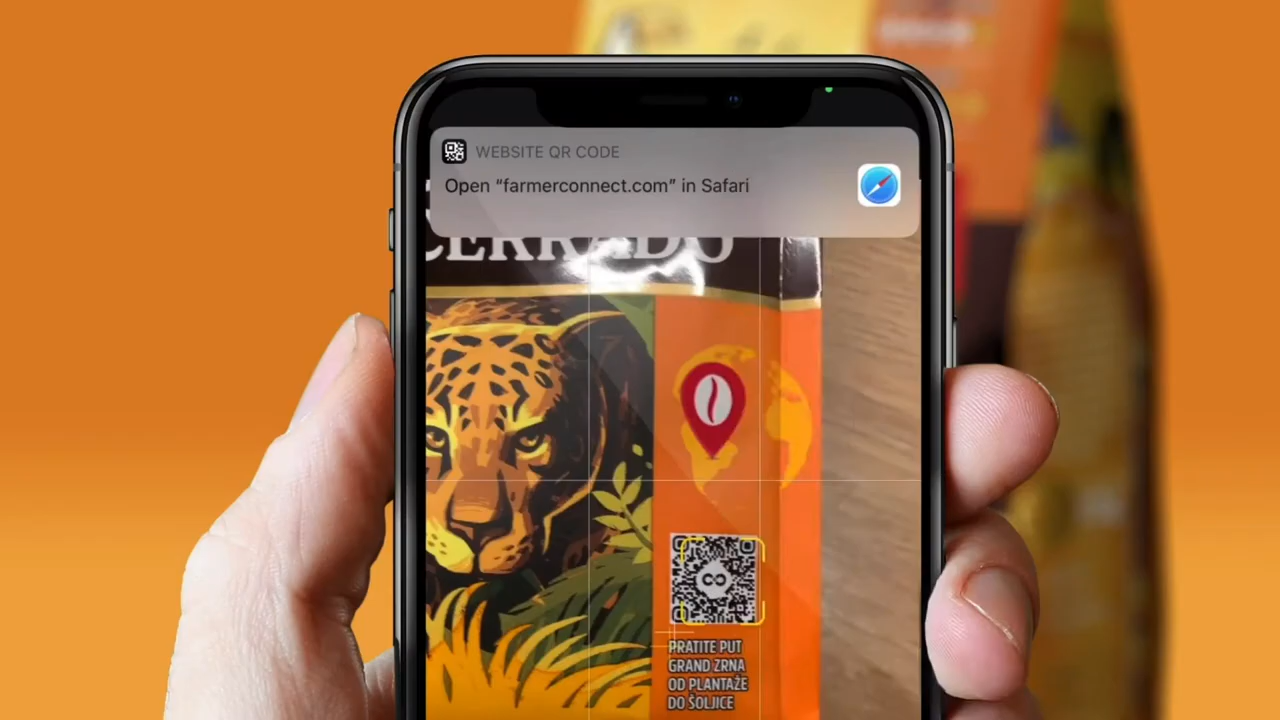 WEBSITE QR CODE
Open “farmerconnect.com” in Safari
CERRADO
PRATITE PUT
GRAND ZRNA
OD PLANTAŽE
DO ŠOLJICE